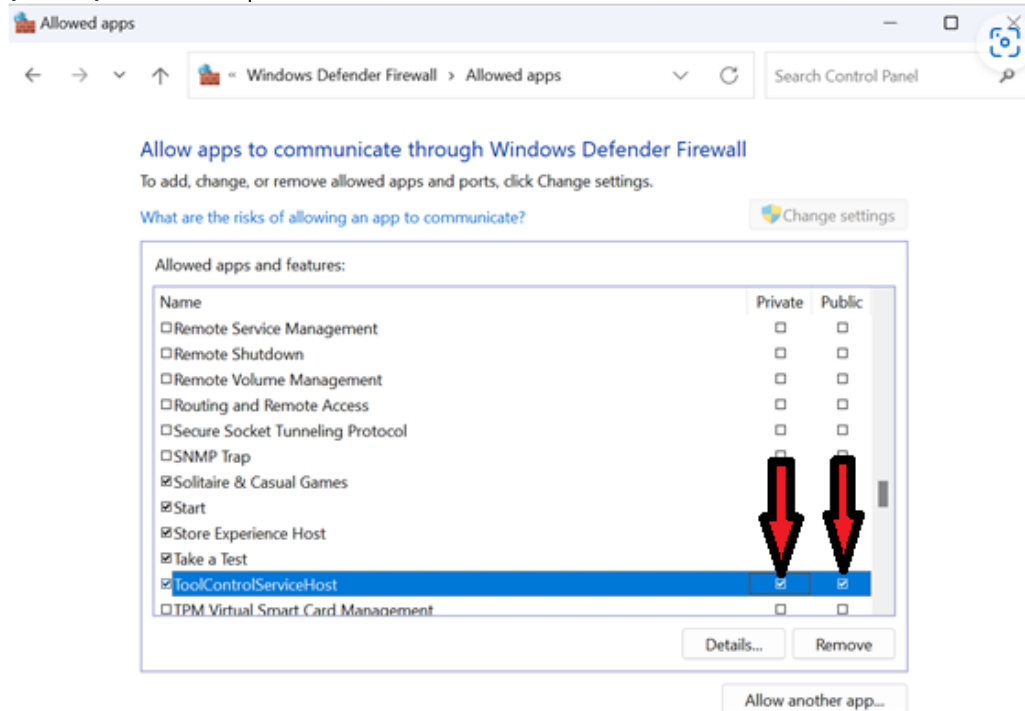 Allowed apps
« Windows Defender Firewall › Allowed apps
Search Control Panel
Allow apps to communicate through Windows Defender Firewall
To add, change, or remove allowed apps and ports, click Change settings.
What are the risks of allowing an app to communicate?
Change settings
Allowed apps and features:
Name Private Public
Remote Service Management
Remote Shutdown
Remote Volume Management
Routing and Remote Access
Secure Socket Tunneling Protocol
SNMP Trap
Solitaire & Casual Games
Start
Store Experience Host
Take a Test
ToolControlServiceHost
TPM Virtual Smart Card Management
Details... Remove
Allow another app...